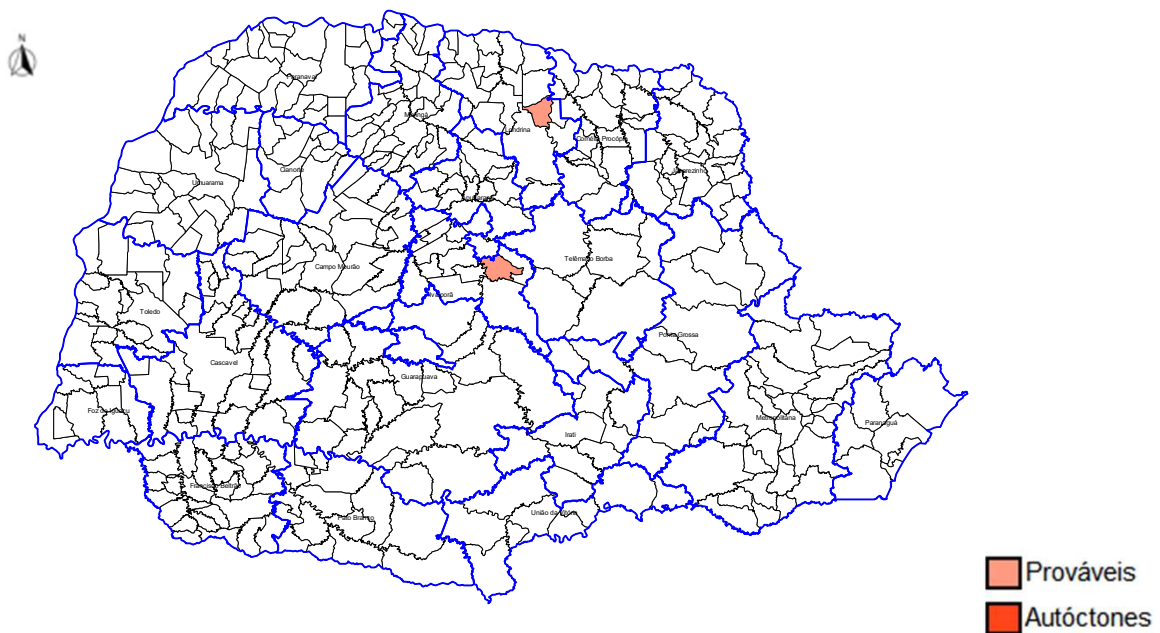 N
Paranavaí
Maringá
Londrina
Cornélio Procópio
Jacarezinho
Umuarama
Cianorte
Apucarana
Campo Mourão
Telêmaco Borba
Ivaiporã
Toledo
Ponta Grossa
Cascavel
Guarapuava
Foz do Iguaçu
Metropolitana
Paranaguá
Irati
Francisco Beltrão
Pato Branco
União da Vitória
Prováveis
Autóctones